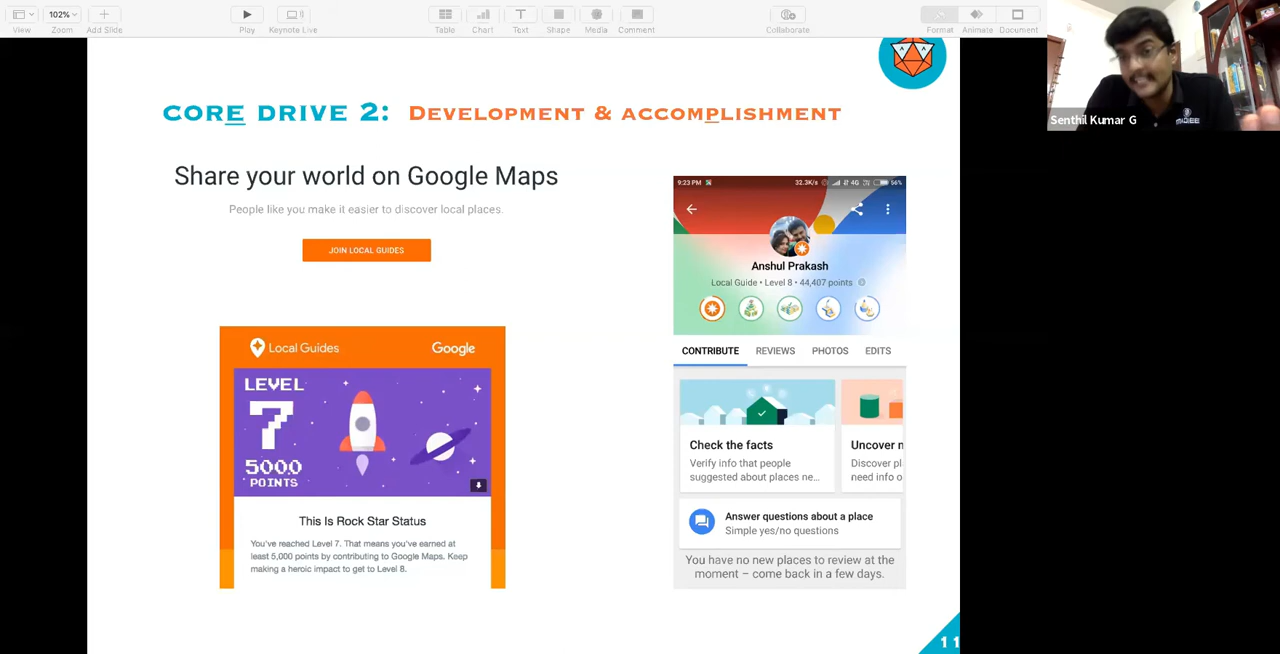 102%
View
Zoom
Add Slide
Play
Keynote Live
Table
Chart
Text
Shape
Media
Comment
Collaborate
Format
Animate
Document
Senthil Kumar G
CORE DRIVE 2: DEVELOPMENT & ACCOMPLISHMENT
Share your world on Google Maps
People like you make it easier to discover local places.
JOIN LOCAL GUIDES
Local Guides
Google
LEVEL
7
5000
POINTS
This Is Rock Star Status
You've reached Level 7. That means you've earned at
least 5,000 points by contributing to Google Maps. Keep
making a heroic impact to get to Level 8.
9:23 PM
32.3K/s
4G
56%
Anshul Prakash
Local Guide • Level 8 • 44,407 points
CONTRIBUTE
REVIEWS
PHOTOS
EDITS
Check the facts
Verify info that people
suggested about places ne...
Uncover
Discover pl
need info o
Answer questions about a place
Simple yes/no questions
You have no new places to review at the
moment – come back in a few days.
11